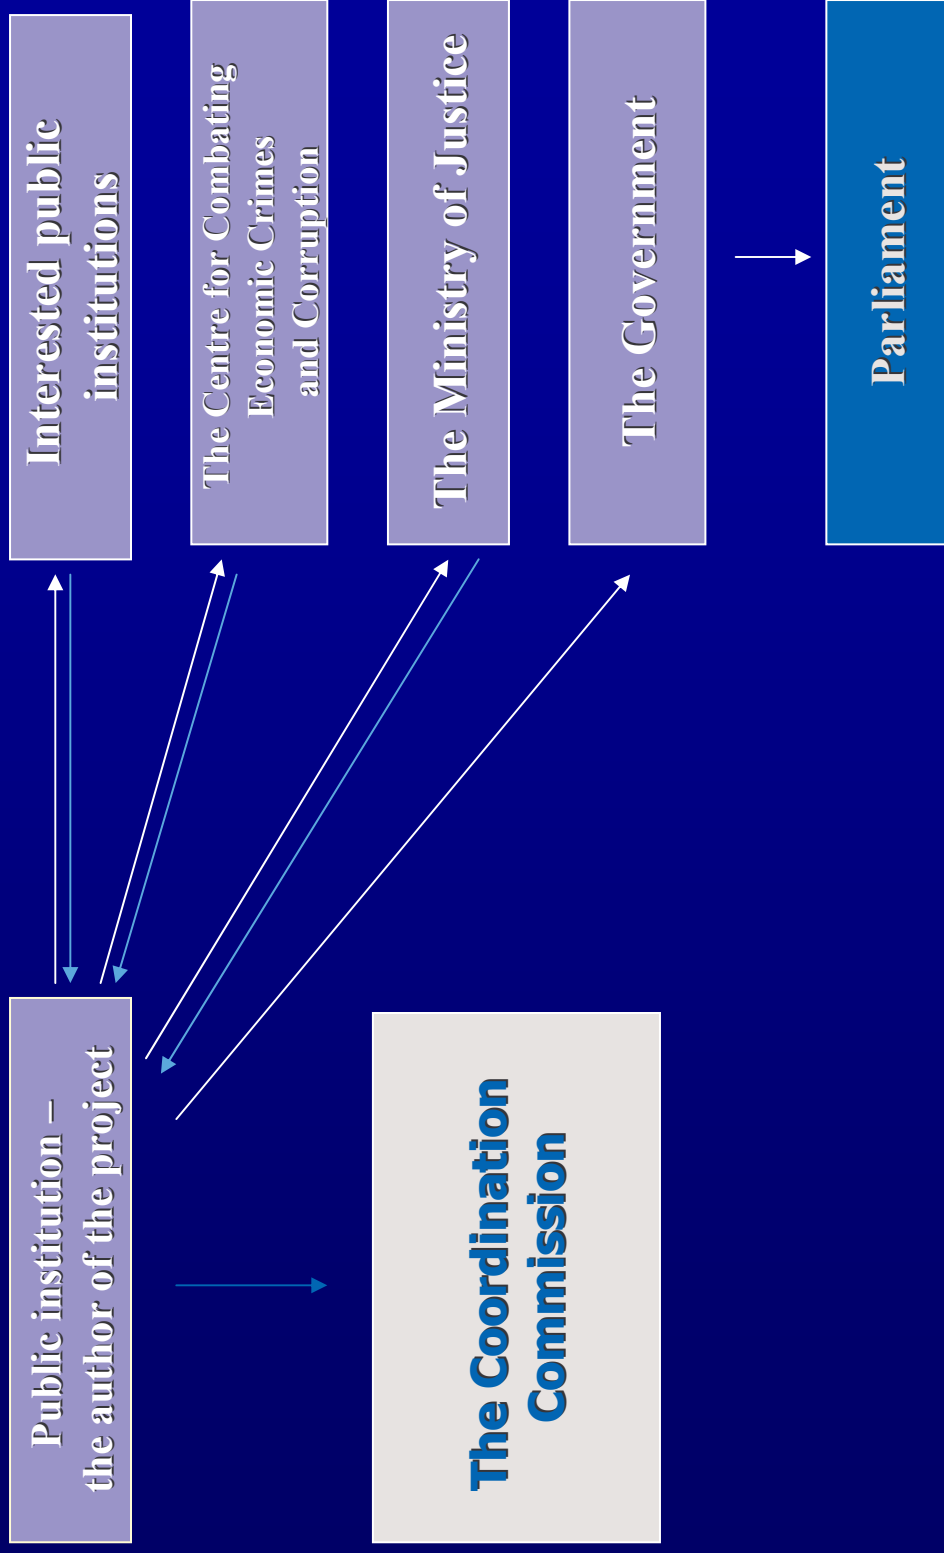 Public institution –
the author of the project
Interested public
institutions
The Centre for Combating
Economic Crimes
and Corruption
The Ministry of Justice
The Coordination
Commission
The Government
Parliament